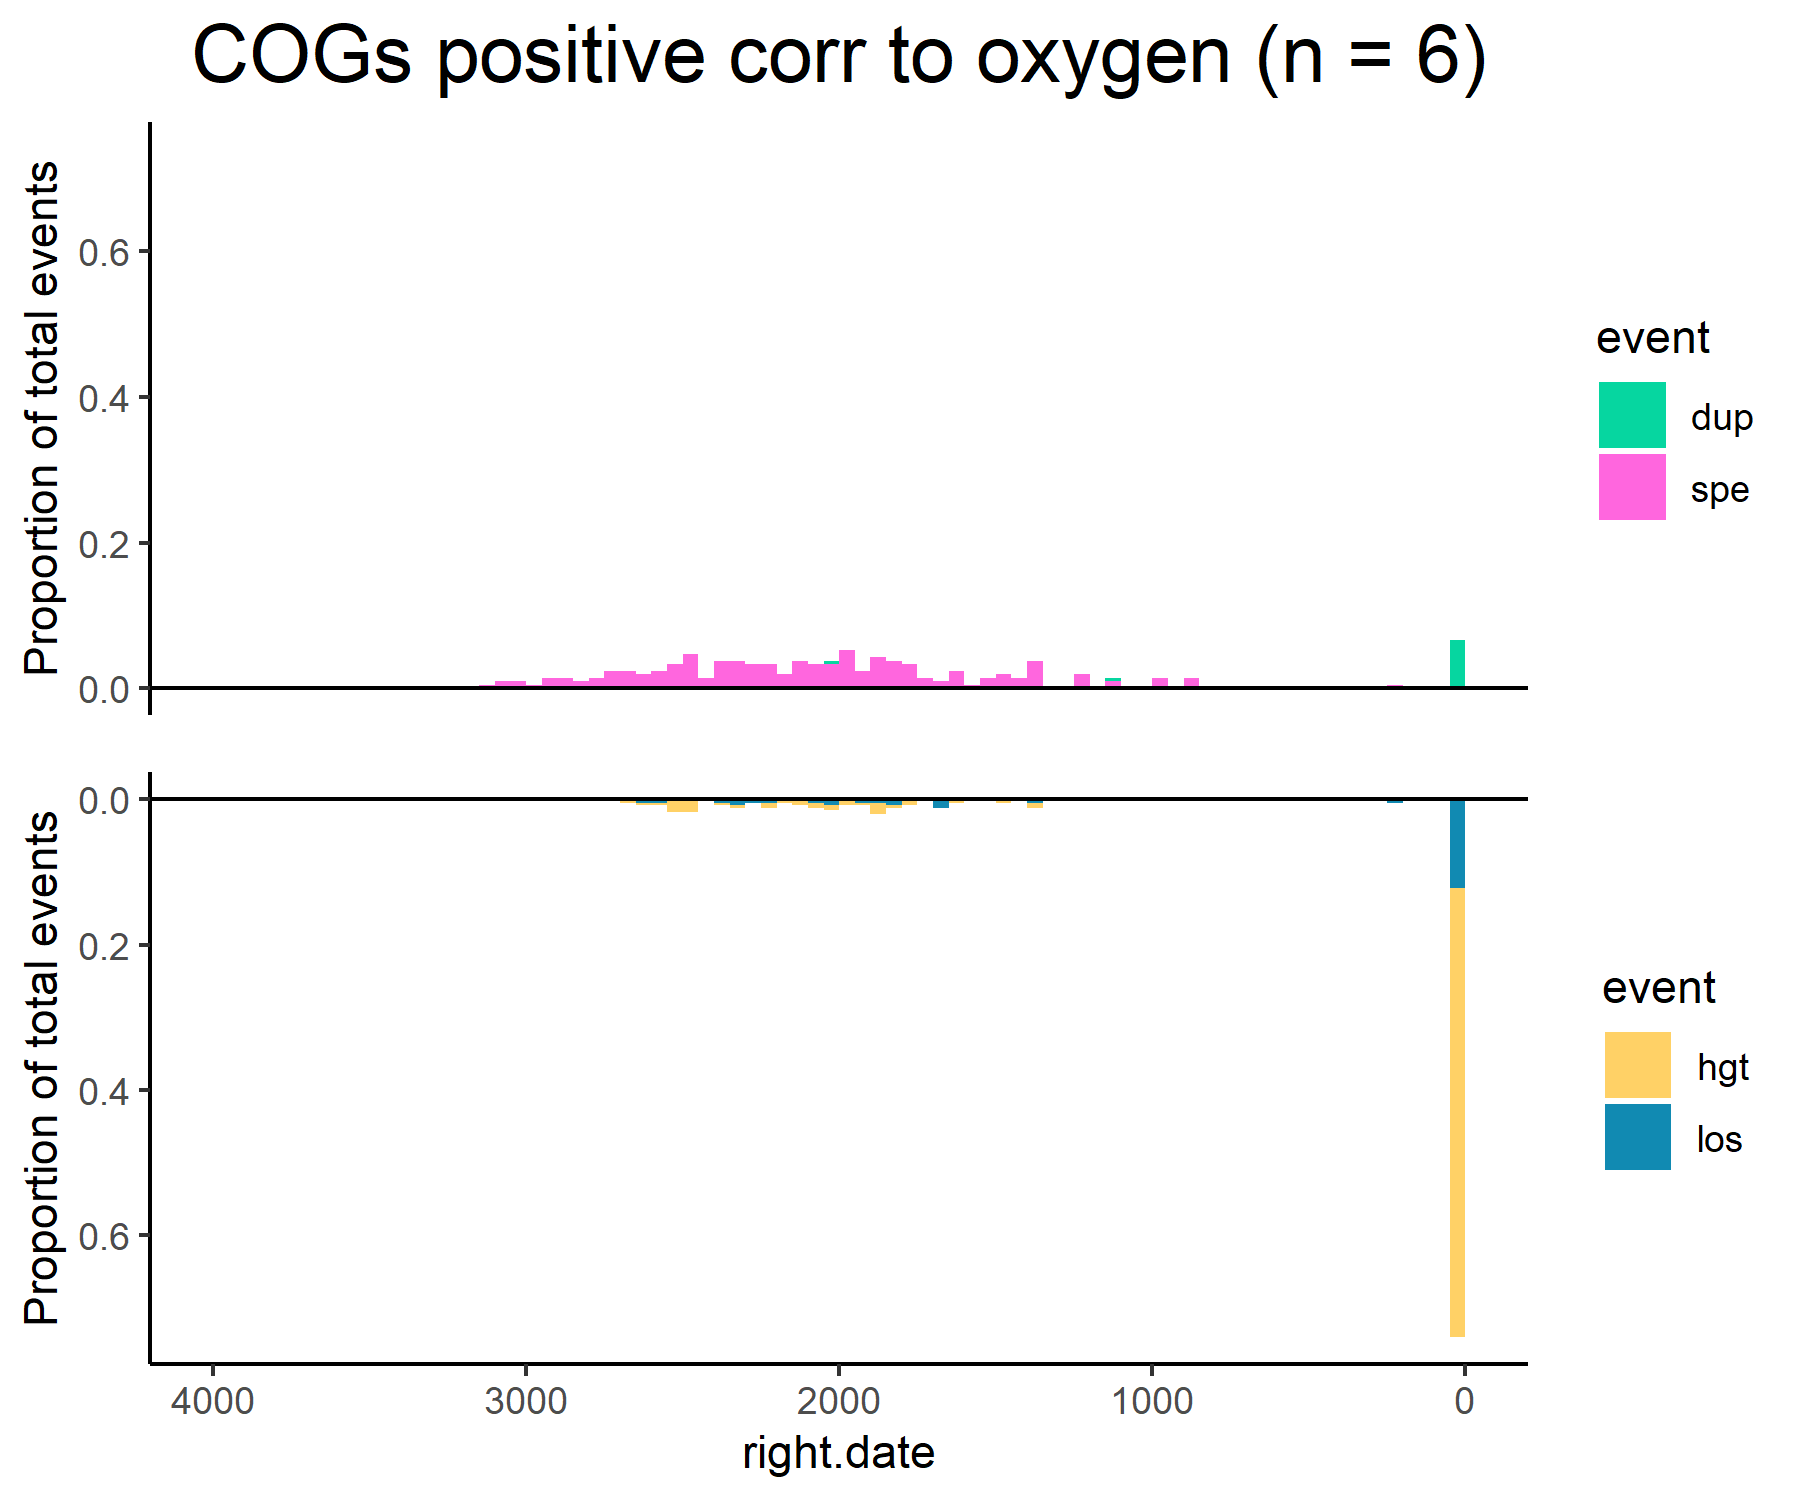 COGs positive corr to oxygen (n = 6)
Proportion of total events
0.6
0.4
0.2
0.0
event
dup
spe
Proportion of total events
0.0
0.2
0.4
0.6
event
hgt
los
4000 3000 2000 1000 0
right.date